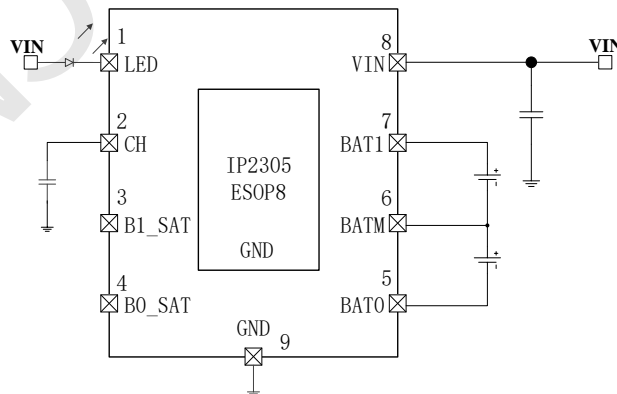 VIN
1
LED
2
CH
3
B1_SAT
4
B0_SAT
IP2305
ESOP8
GND
GND
9
8
VIN
VIN
7
BAT1
6
BATM
5
BAT0